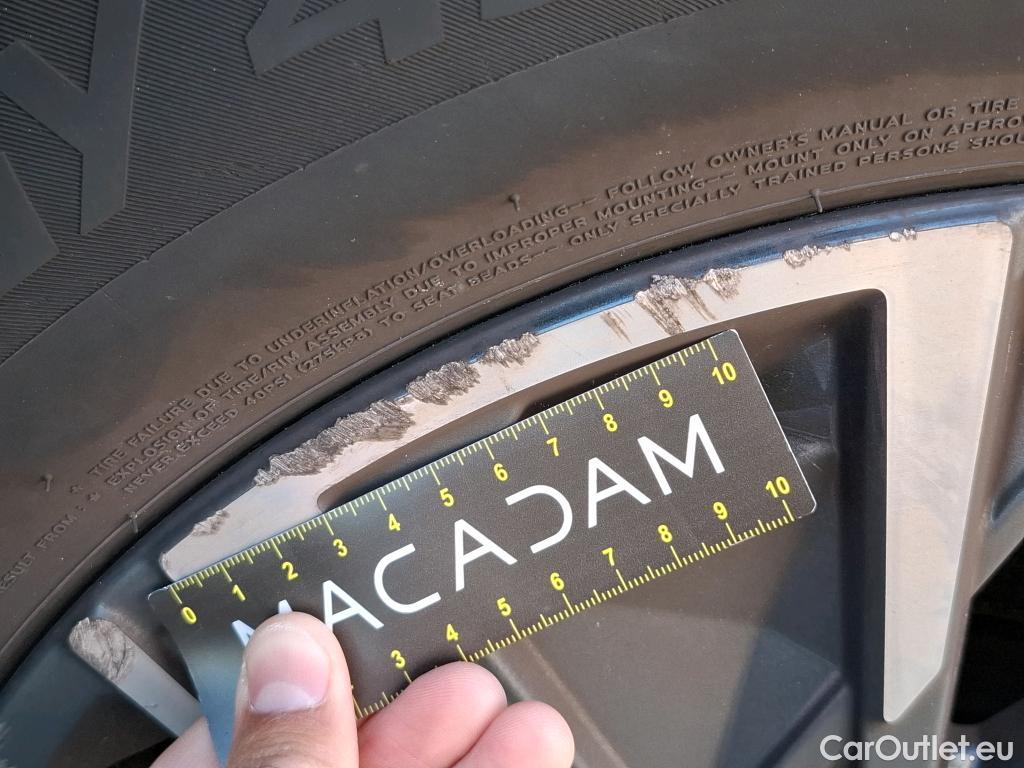 Y
FOLLOW OWNER'S MANUAL OR TIRE
TIRE FAILURE DUE TO UNDERINFLATION/OVERLOADING--
MOUNT ONLY ON APPRO
EXPLOSION OF TIRE/RIM ASSEMBLY DUE TO IMPROPER MOUNTING--
ONLY SPECIALLY TRAINED PERSONS SHOU
NEVER EXCEED 40PSI (275KPA) TO SEAT BEADS--
RESULT FROM:
0 1 2 3 4 5 6 7 8 9 10
MACADAM
3 4 5 6 7 8 9 10
CarOutlet.eu